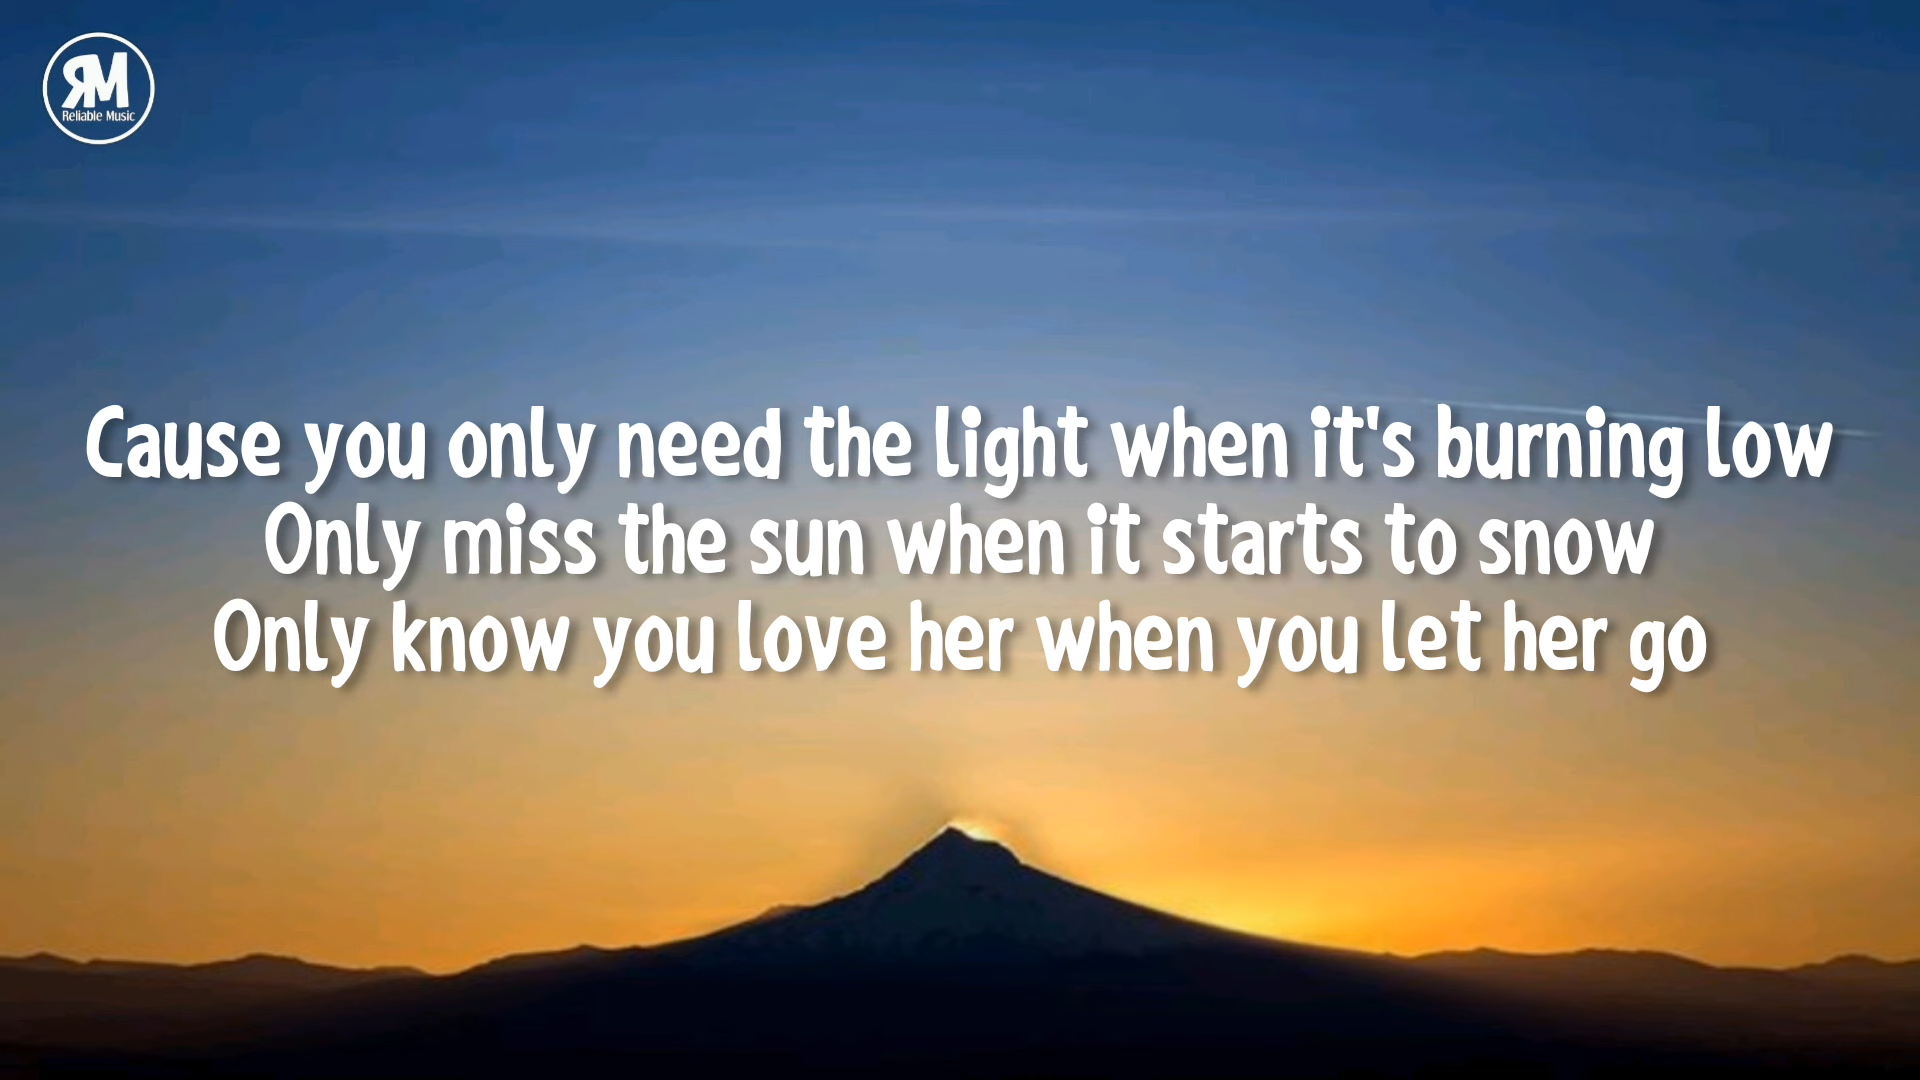 RM
Reliable Music
Cause you only need the light when it's burning low
Only miss the sun when it starts to snow
Only know you love her when you let her go